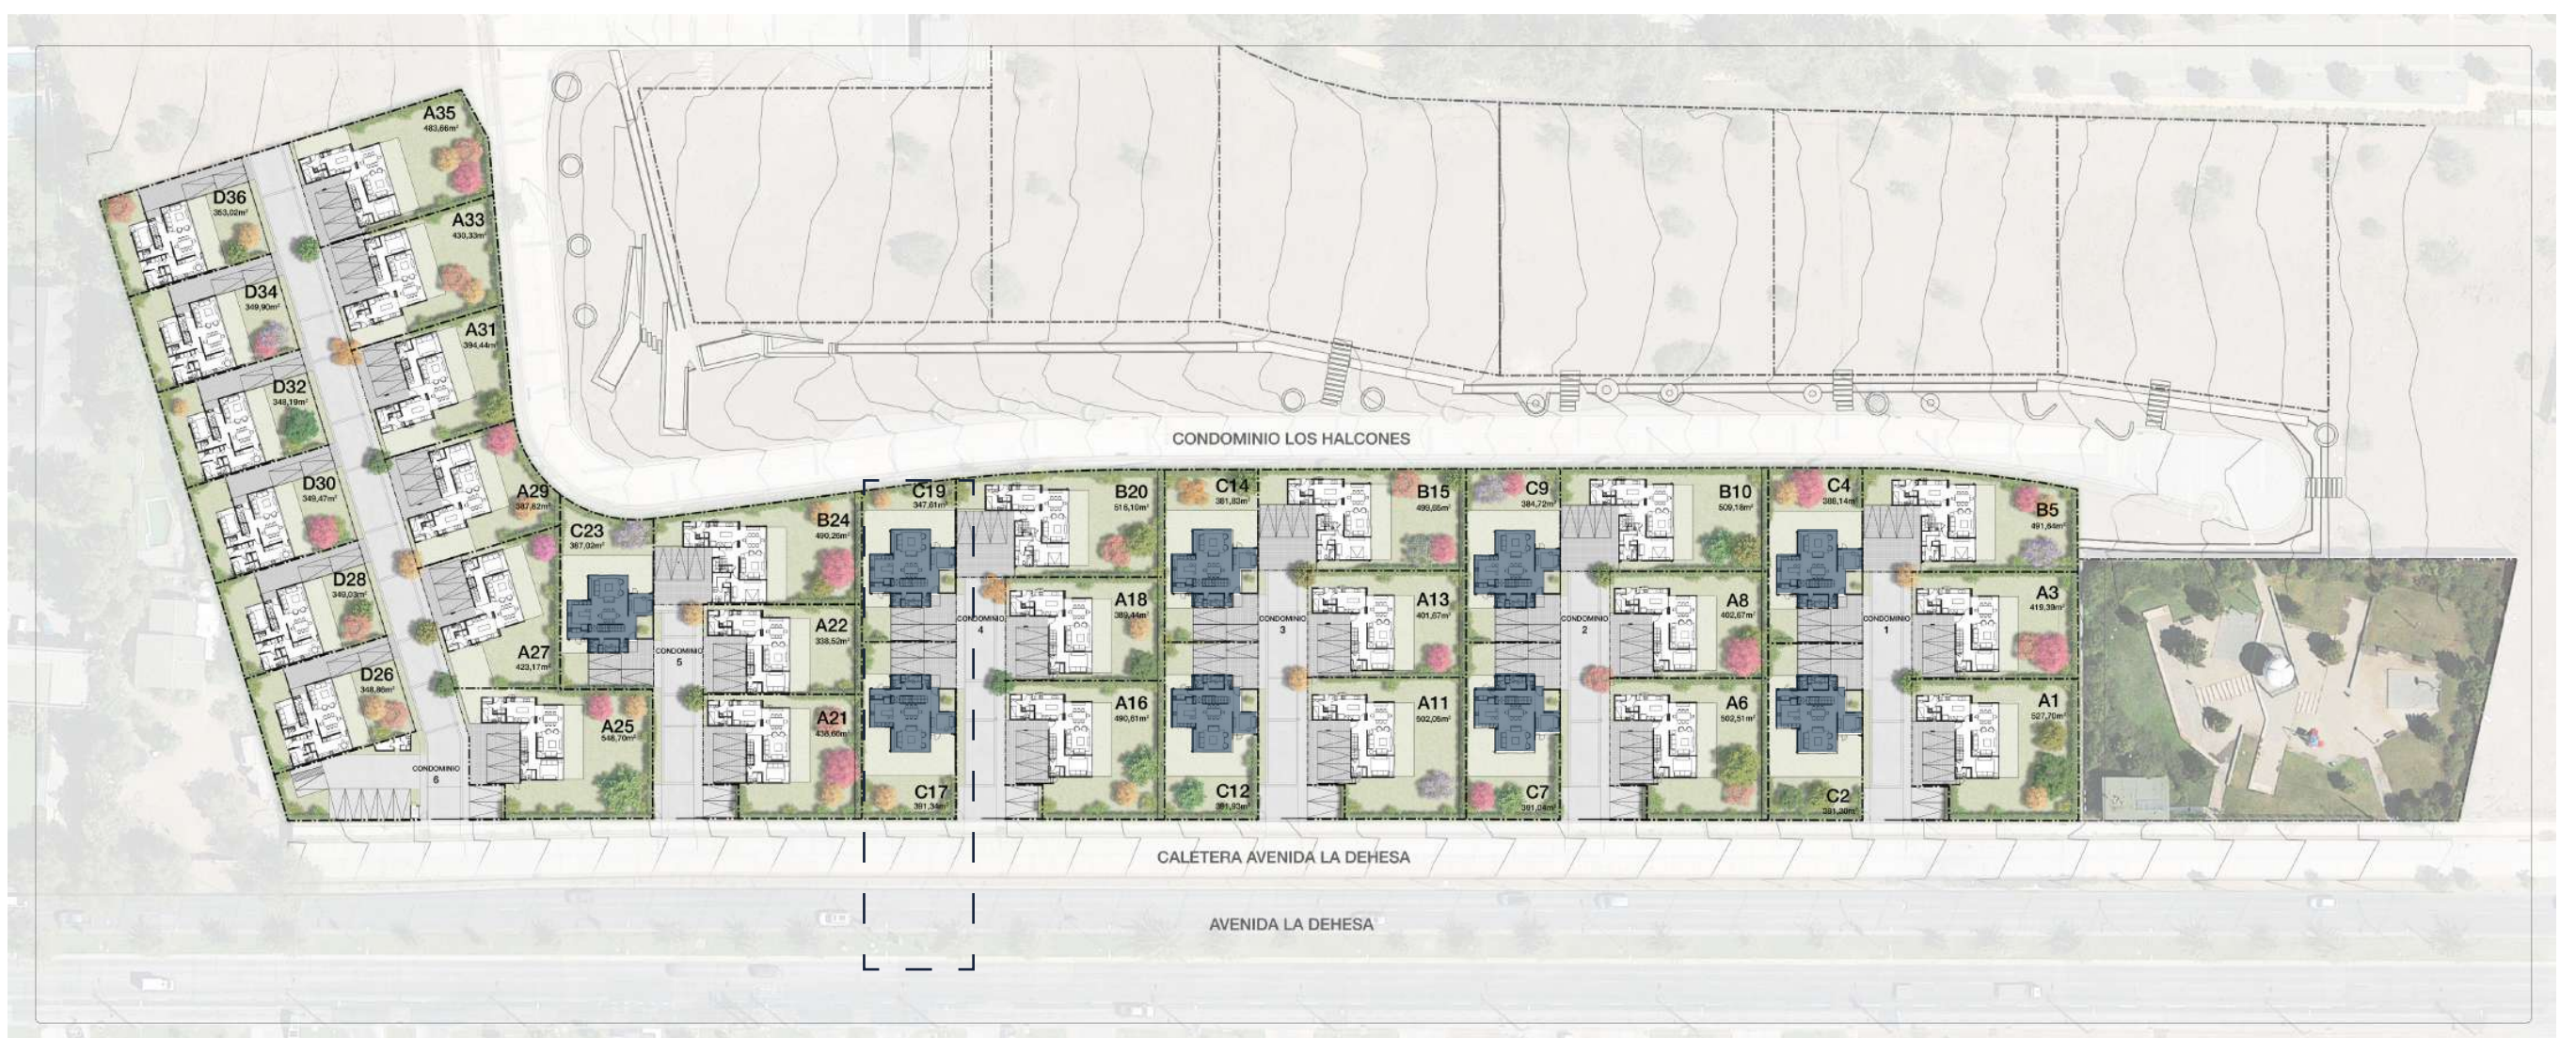 A35
483,66m²
D36
353,02m²
A33
430,33m²
D34
349,90m²
A31
394,44m²
D32
348,19m²
CONDOMINIO LOS HALCONES
D30
349,47m²
A29
387,62m²
C23
367,02m²
B24
490,26m²
C19
347,61m²
B20
516,10m²
C14
381,83m²
B15
499,65m²
C9
384,72m²
B10
509,18m²
C4
388,14m²
B5
491,64m²
D28
349,03m²
A27
423,17m²
A22
338,52m²
A18
389,44m²
A13
401,67m²
A8
402,67m²
A3
419,39m²
CONDOMINIO
5
CONDOMINIO
4
CONDOMINIO
3
CONDOMINIO
2
CONDOMINIO
1
D26
348,86m²
A25
548,70m²
A21
438,66m²
C17
391,34m²
A16
490,61m²
C12
391,93m²
A11
502,05m²
C7
391,04m²
A6
502,51m²
C2
391,30m²
A1
527,70m²
CONDOMINIO
6
CALETERA AVENIDA LA DEHESA
AVENIDA LA DEHESA